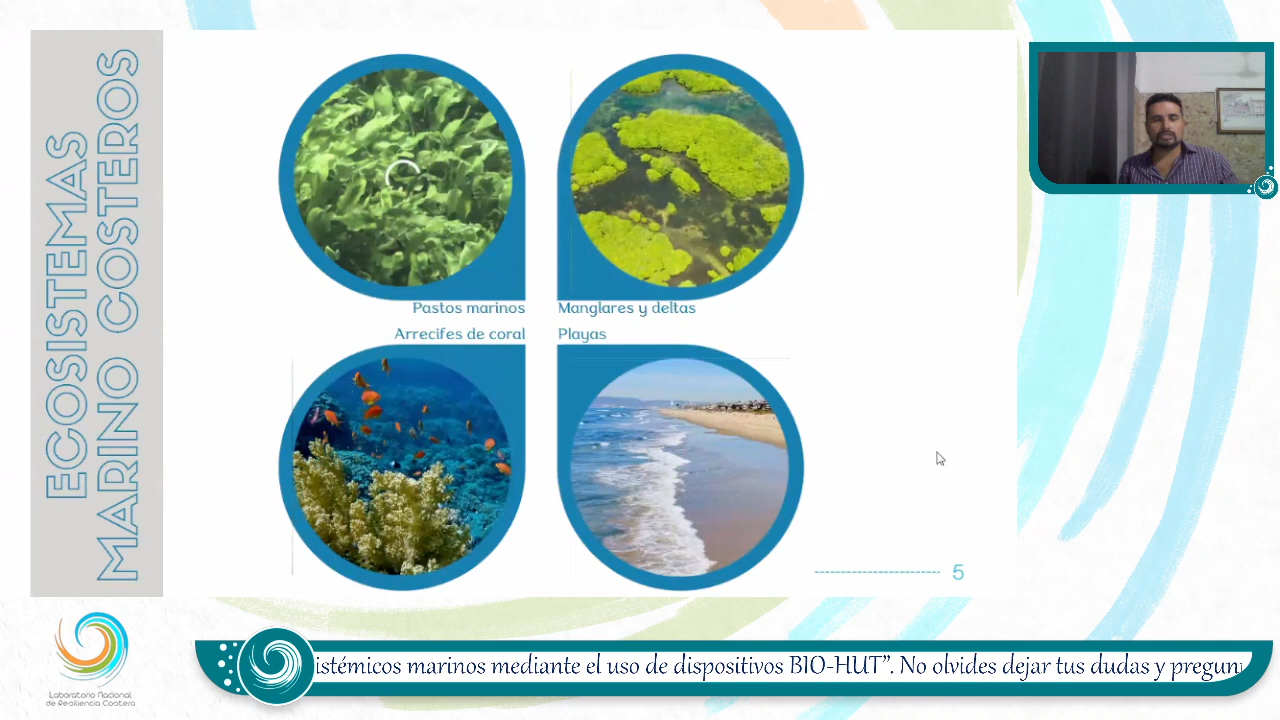 ECOSISTEMAS
MARINO COSTEROS
Pastos marinos
Manglares y deltas
Arrecifes de coral
Playas
5
Laboratorio Nacional
de Resiliencia Costera
istémicos marinos mediante el uso de dispositivos BIO-HUT”. No olvides dejar tus dudas y pregun